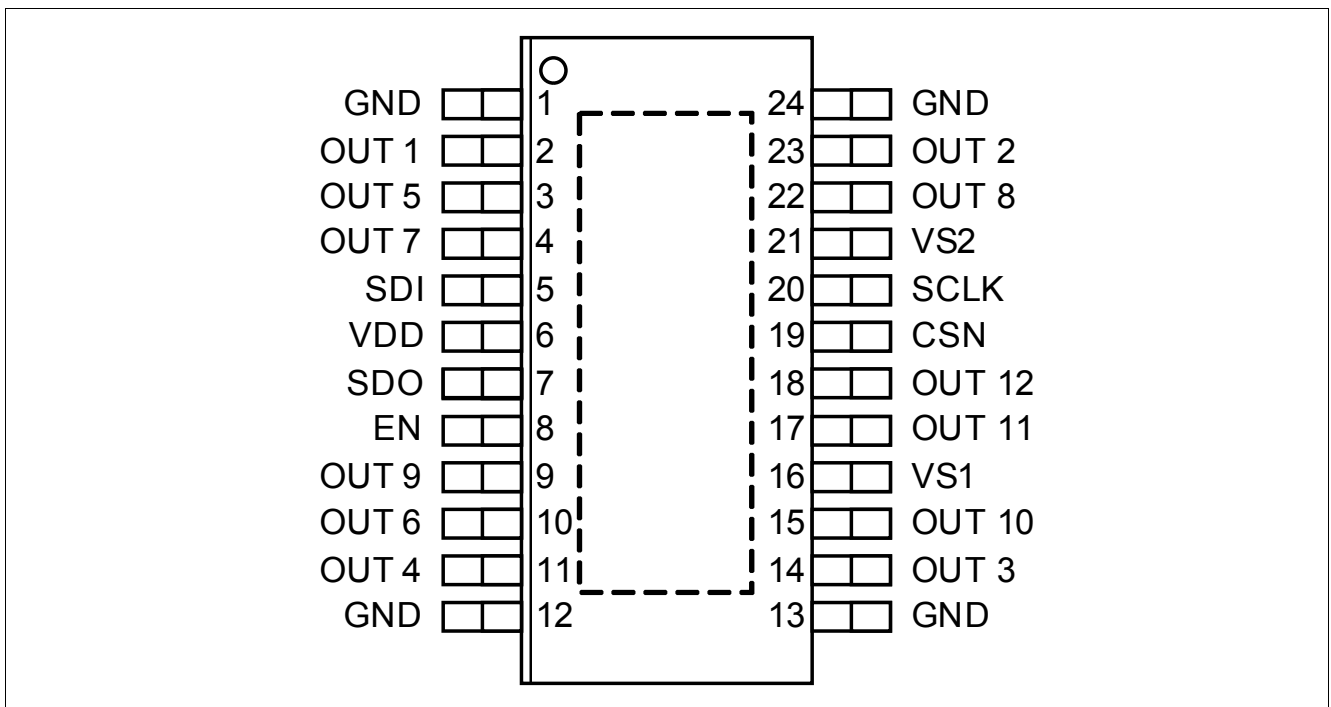 GND 1 24 GND
OUT 1 2 23 OUT 2
OUT 5 3 22 OUT 8
OUT 7 4 21 VS2
SDI 5 20 SCLK
VDD 6 19 CSN
SDO 7 18 OUT 12
EN 8 17 OUT 11
OUT 9 9 16 VS1
OUT 6 10 15 OUT 10
OUT 4 11 14 OUT 3
GND 12 13 GND